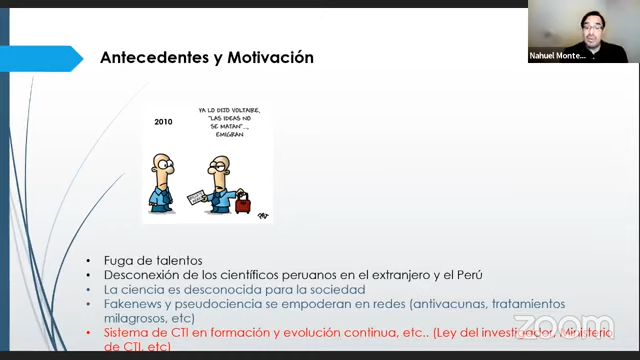 Nahuel Monte...
Antecedentes y Motivación
2010
YA LO DIJO VOLTAIRE,
"LAS IDEAS NO
SE MATAN"...,
EMIGRAN
• Fuga de talentos
• Desconexión de los científicos peruanos en el extranjero y el Perú
• La ciencia es desconocida para la sociedad
• Fakenews y pseudociencia se empoderan en redes (antivacunas, tratamientos
milagrosos, etc)
• Sistema de CTI en formación y evolución continua, etc.. (Ley del investigador, Ministerio
de CTI, etc)
zoom